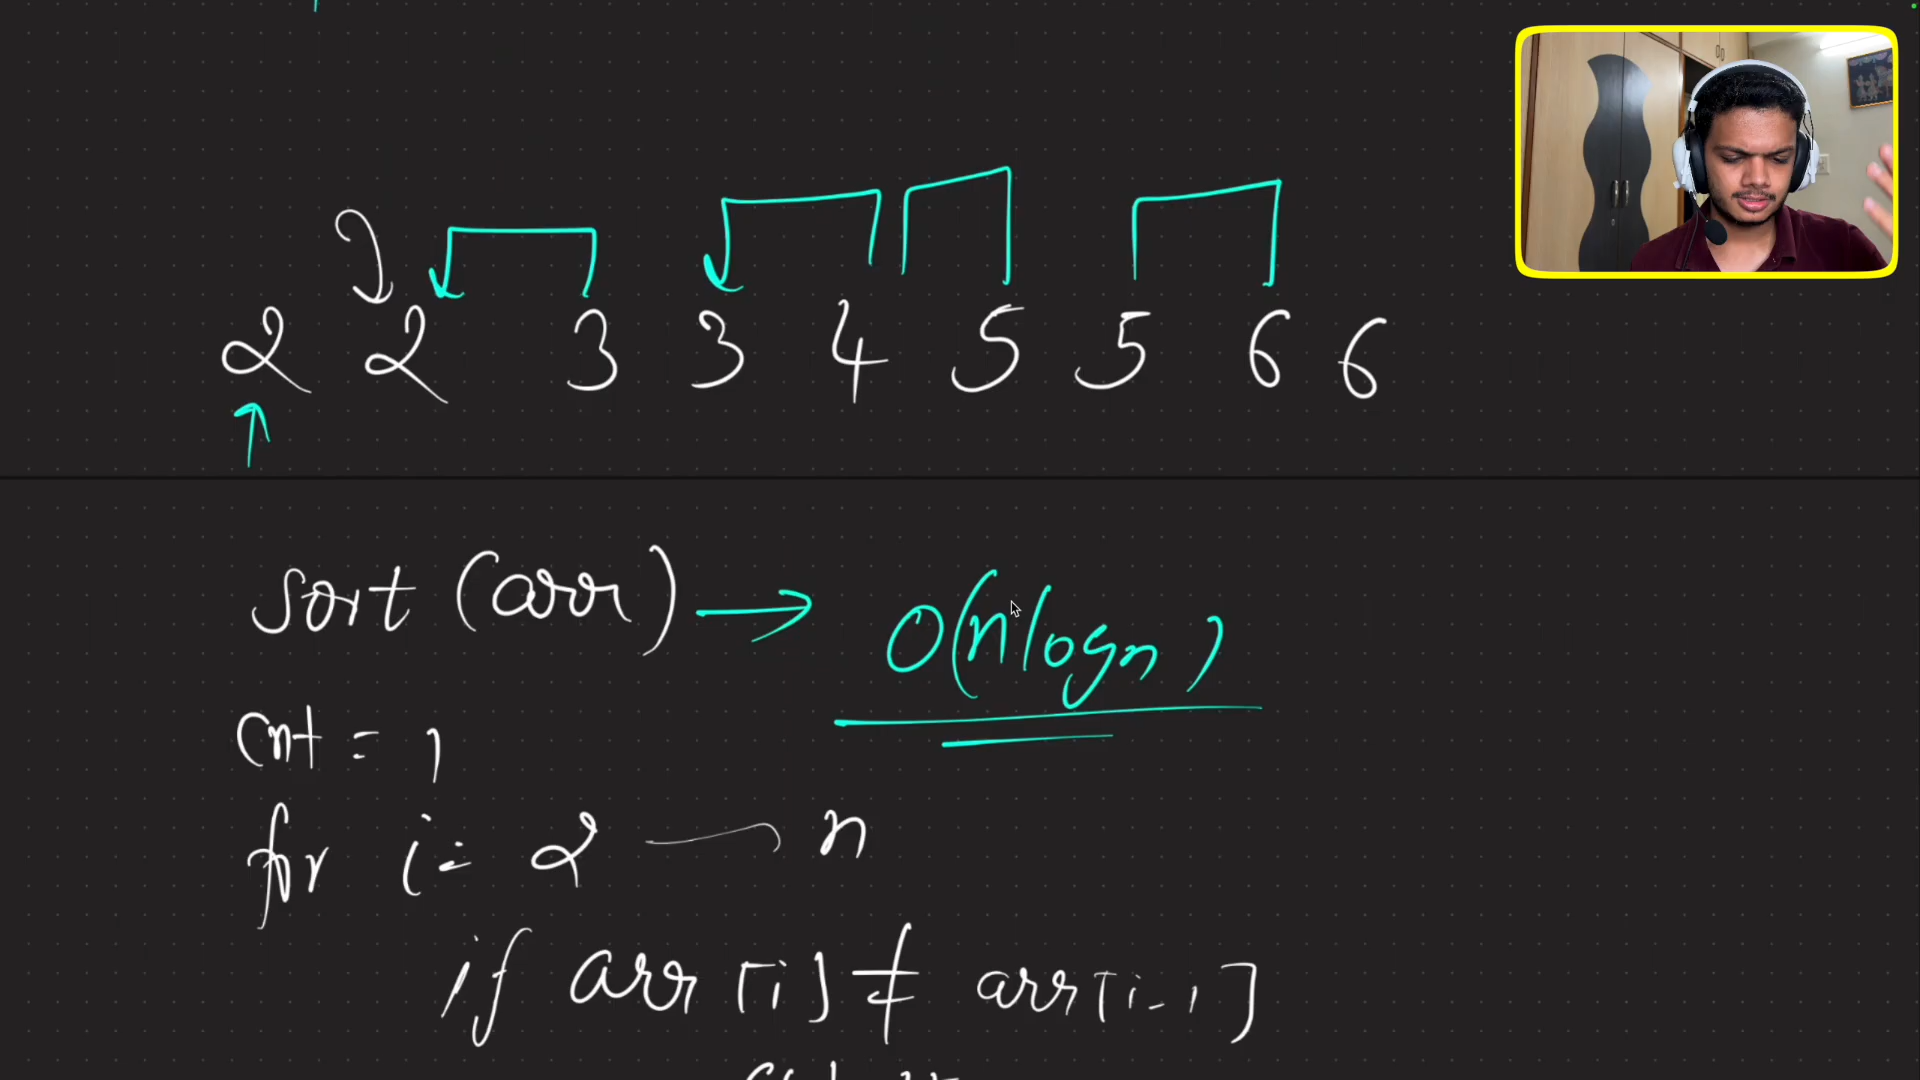 2 2 3 3 4 5 5 6 6
sort (arr) → O(nlogn)
cnt = 1
for i = 2 — n
if arr [i] ≠ arr [i-1]